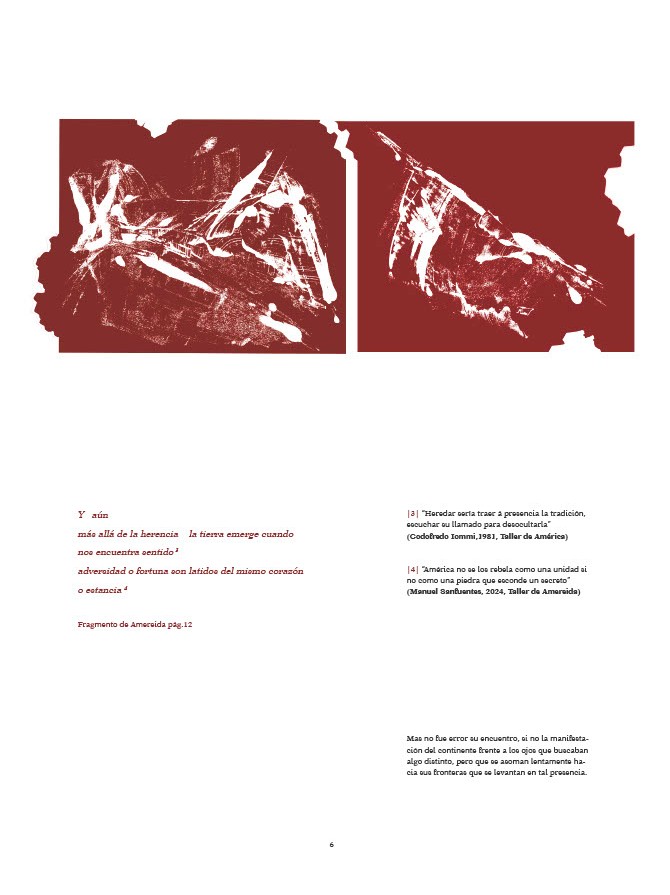 Y aún
más allá de la herencia la tierra emerge cuando
nos encuentra sentido ³
adversidad o fortuna son latidos del mismo corazón
o estancia ⁴
Fragmento de Amereida pág.12
|3| “Heredar sería traer á presencia la tradición,
escuchar su llamado para desocultarla”
(Godofredo Iommi,1981, Taller de América)
|4| “América no se los rebela como una unidad si
no como una piedra que esconde un secreto”
(Manuel Sanfuentes, 2024, Taller de Amereida)
Mas no fue error su encuentro, si no la manifesta-
ción del continente frente a los ojos que buscaban
algo distinto, pero que se asoman lentamente ha-
cia sus fronteras que se levantan en tal presencia.
6